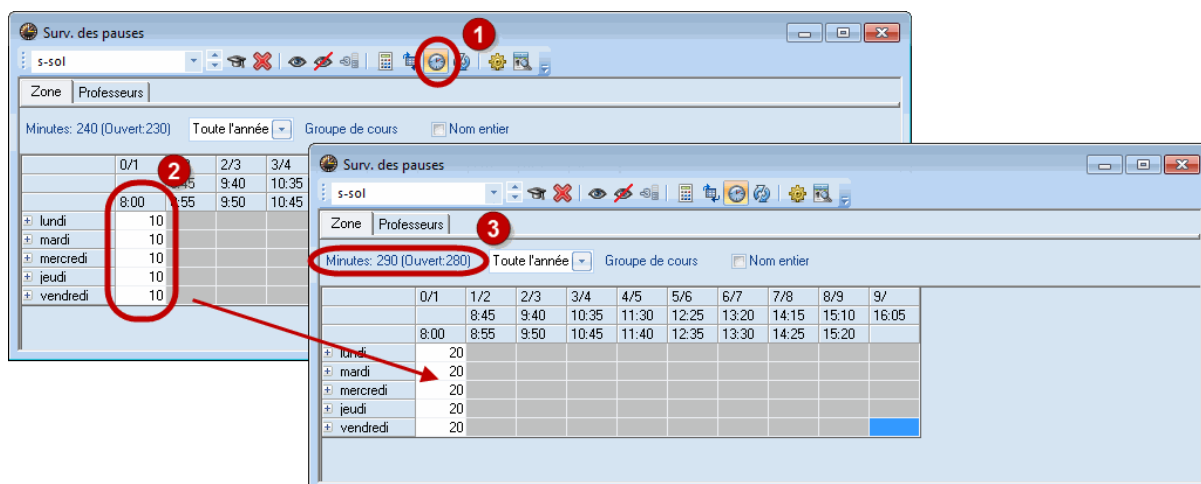 Surv. des pauses
1
s-sol
Zone Professeurs
Minutes: 240 (Ouvert:230) Toute l'année Groupe de cours Nom entier
0/1 2 2/3 3/4
9:40 10:35
8:00 8:55 9:50 10:45
lundi 10
mardi 10
mercredi 10
jeudi 10
vendredi 10
Surv. des pauses
s-sol
Zone Professeurs
3
Minutes: 290 (Ouvert:280) Toute l'année Groupe de cours Nom entier
0/1 1/2 2/3 3/4 4/5 5/6 6/7 7/8 8/9 9/
8:45 9:40 10:35 11:30 12:25 13:20 14:15 15:10 16:05
8:00 8:55 9:50 10:45 11:40 12:35 13:30 14:25 15:20
lundi 20
mardi 20
mercredi 20
jeudi 20
vendredi 20